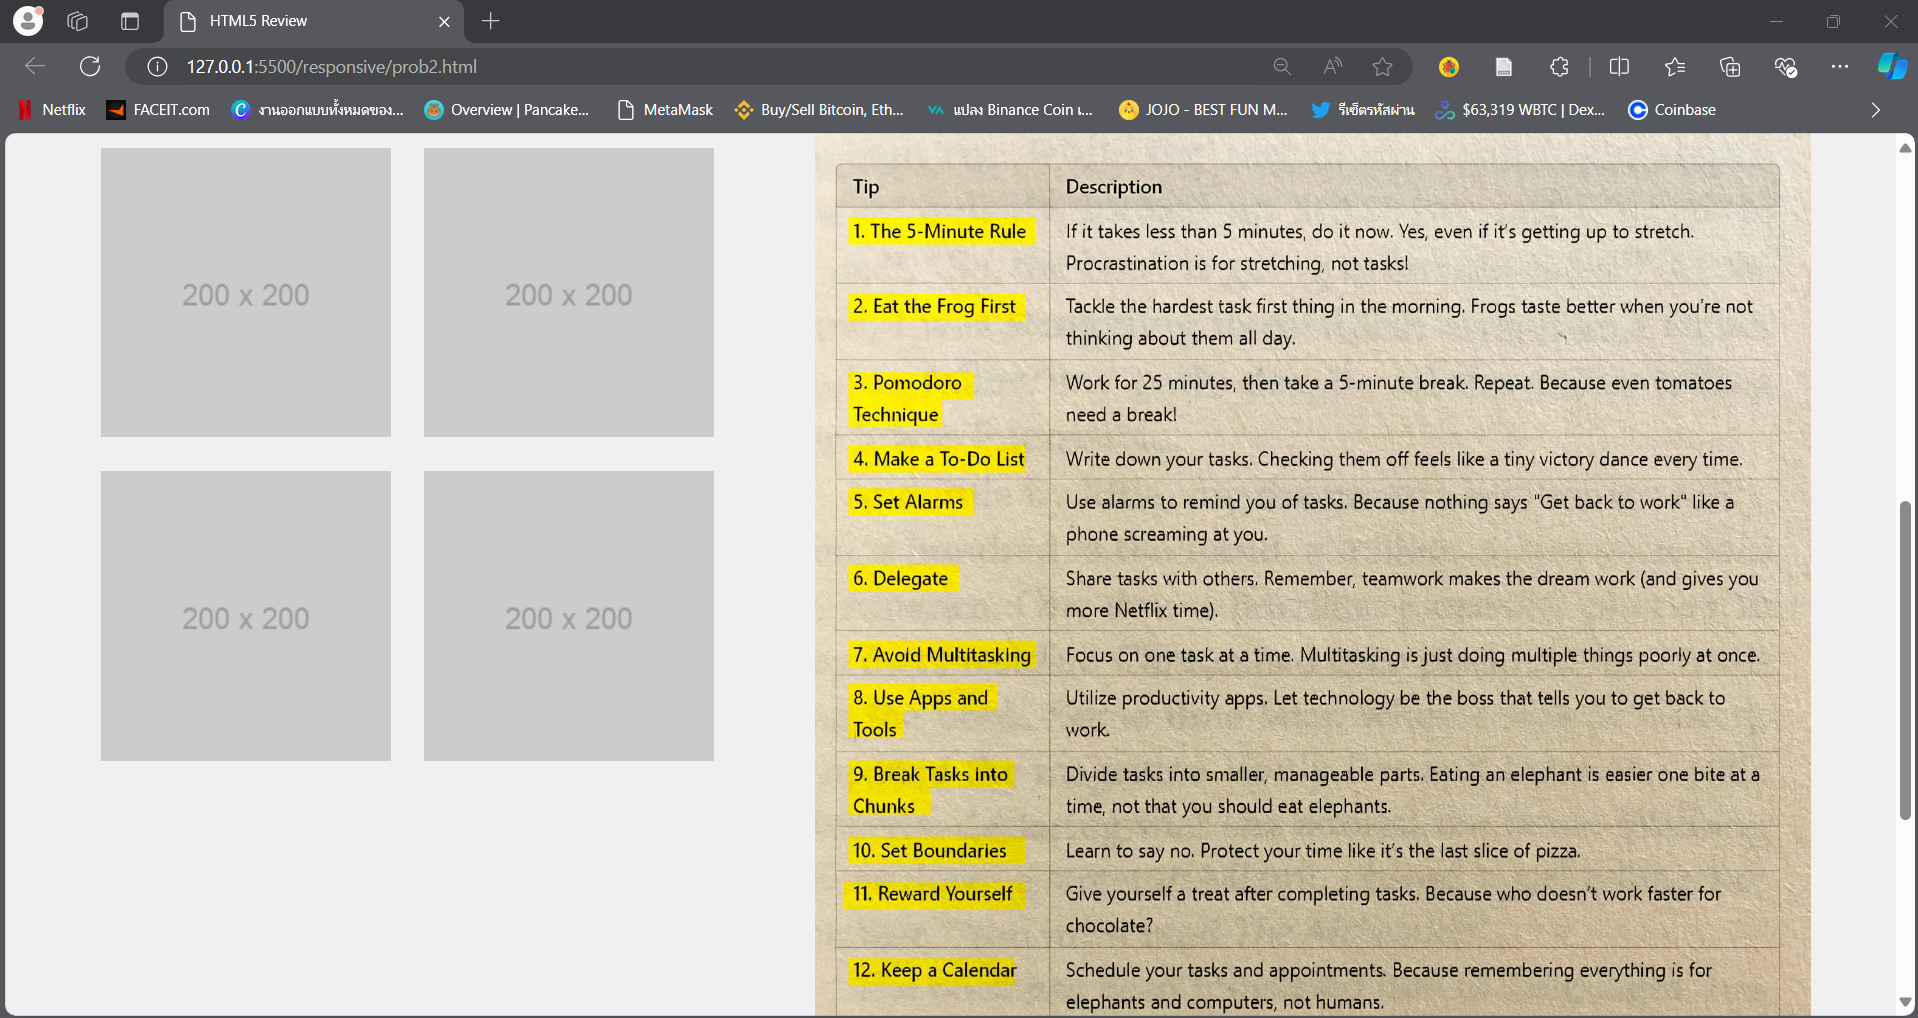 HTML5 Review
127.0.0.1:5500/responsive/prob2.html
Netflix
FACEIT.com
งานออกแบบทั้งหมดของ...
Overview | Pancake...
MetaMask
Buy/Sell Bitcoin, Eth...
แปลง Binance Coin เ...
JOJO - BEST FUN M...
รีเซ็ตรหัสผ่าน
$63,319 WBTC | Dex...
Coinbase
200 x 200
200 x 200
200 x 200
200 x 200
Tip
Description
1. The 5-Minute Rule
If it takes less than 5 minutes, do it now. Yes, even if it's getting up to stretch.
Procrastination is for stretching, not tasks!
2. Eat the Frog First
Tackle the hardest task first thing in the morning. Frogs taste better when you're not
thinking about them all day.
3. Pomodoro
Technique
Work for 25 minutes, then take a 5-minute break. Repeat. Because even tomatoes
need a break!
4. Make a To-Do List
Write down your tasks. Checking them off feels like a tiny victory dance every time.
5. Set Alarms
Use alarms to remind you of tasks. Because nothing says "Get back to work" like a
phone screaming at you.
6. Delegate
Share tasks with others. Remember, teamwork makes the dream work (and gives you
more Netflix time).
7. Avoid Multitasking
Focus on one task at a time. Multitasking is just doing multiple things poorly at once.
8. Use Apps and
Tools
Utilize productivity apps. Let technology be the boss that tells you to get back to
work.
9. Break Tasks into
Chunks
Divide tasks into smaller, manageable parts. Eating an elephant is easier one bite at a
time, not that you should eat elephants.
10. Set Boundaries
Learn to say no. Protect your time like it's the last slice of pizza.
11. Reward Yourself
Give yourself a treat after completing tasks. Because who doesn't work faster for
chocolate?
12. Keep a Calendar
Schedule your tasks and appointments. Because remembering everything is for
elephants and computers, not humans.